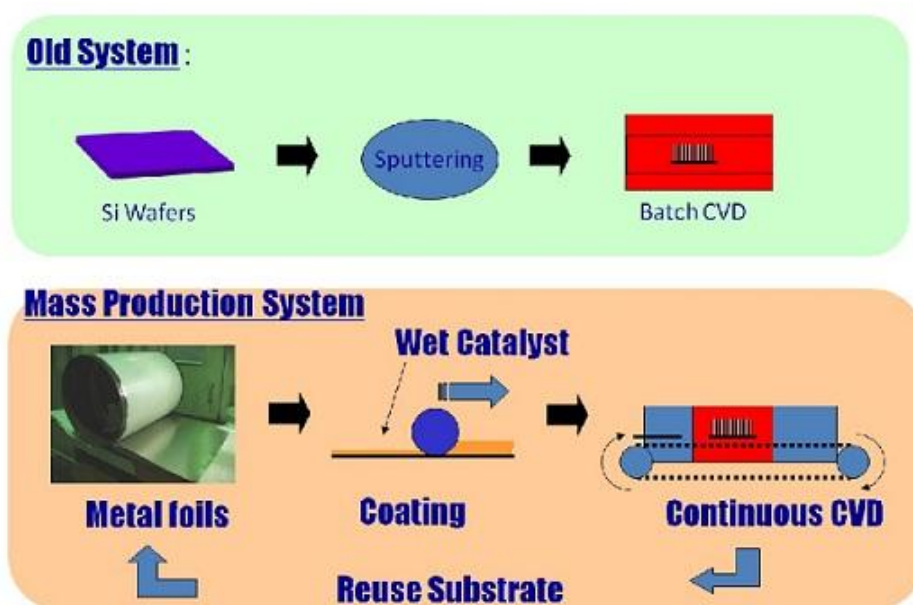 Old System :
Sputtering
Si Wafers
Batch CVD
Mass Production System
Wet Catalyst
Metal foils
Coating
Continuous CVD
Reuse Substrate